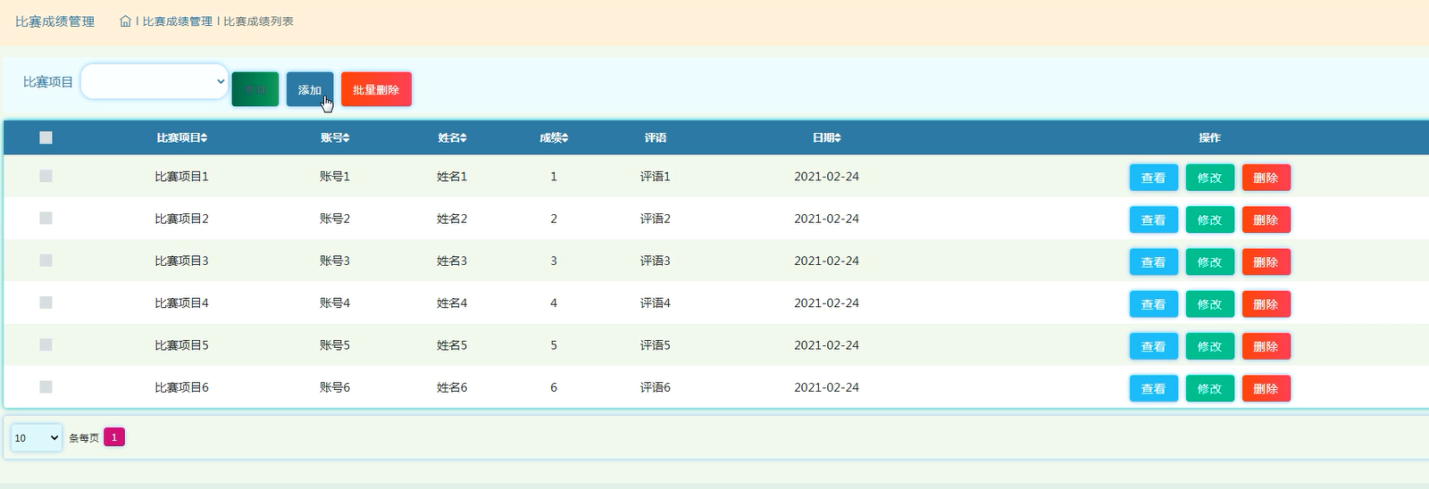 比赛成绩管理 比赛成绩管理 比赛成绩列表
比赛项目 添加 批量删除
比赛项目 账号 姓名 成绩 评语 日期 操作
比赛项目1 账号1 姓名1 1 评语1 2021-02-24 查看 修改 删除
比赛项目2 账号2 姓名2 2 评语2 2021-02-24 查看 修改 删除
比赛项目3 账号3 姓名3 3 评语3 2021-02-24 查看 修改 删除
比赛项目4 账号4 姓名4 4 评语4 2021-02-24 查看 修改 删除
比赛项目5 账号5 姓名5 5 评语5 2021-02-24 查看 修改 删除
比赛项目6 账号6 姓名6 6 评语6 2021-02-24 查看 修改 删除
10 条每页 1